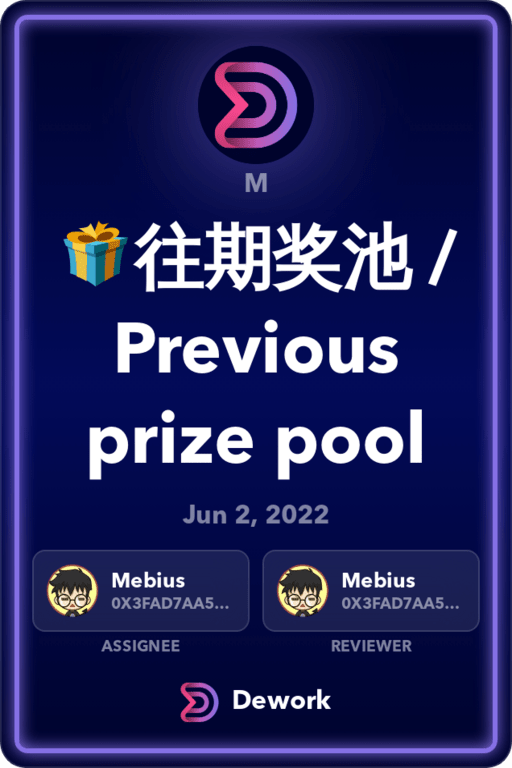 M
🎁往期奖池 /
Previous
prize pool
Jun 2, 2022
Mebius
0X3FAD7AA5...
ASSIGNEE
Mebius
0X3FAD7AA5...
REVIEWER
Dework